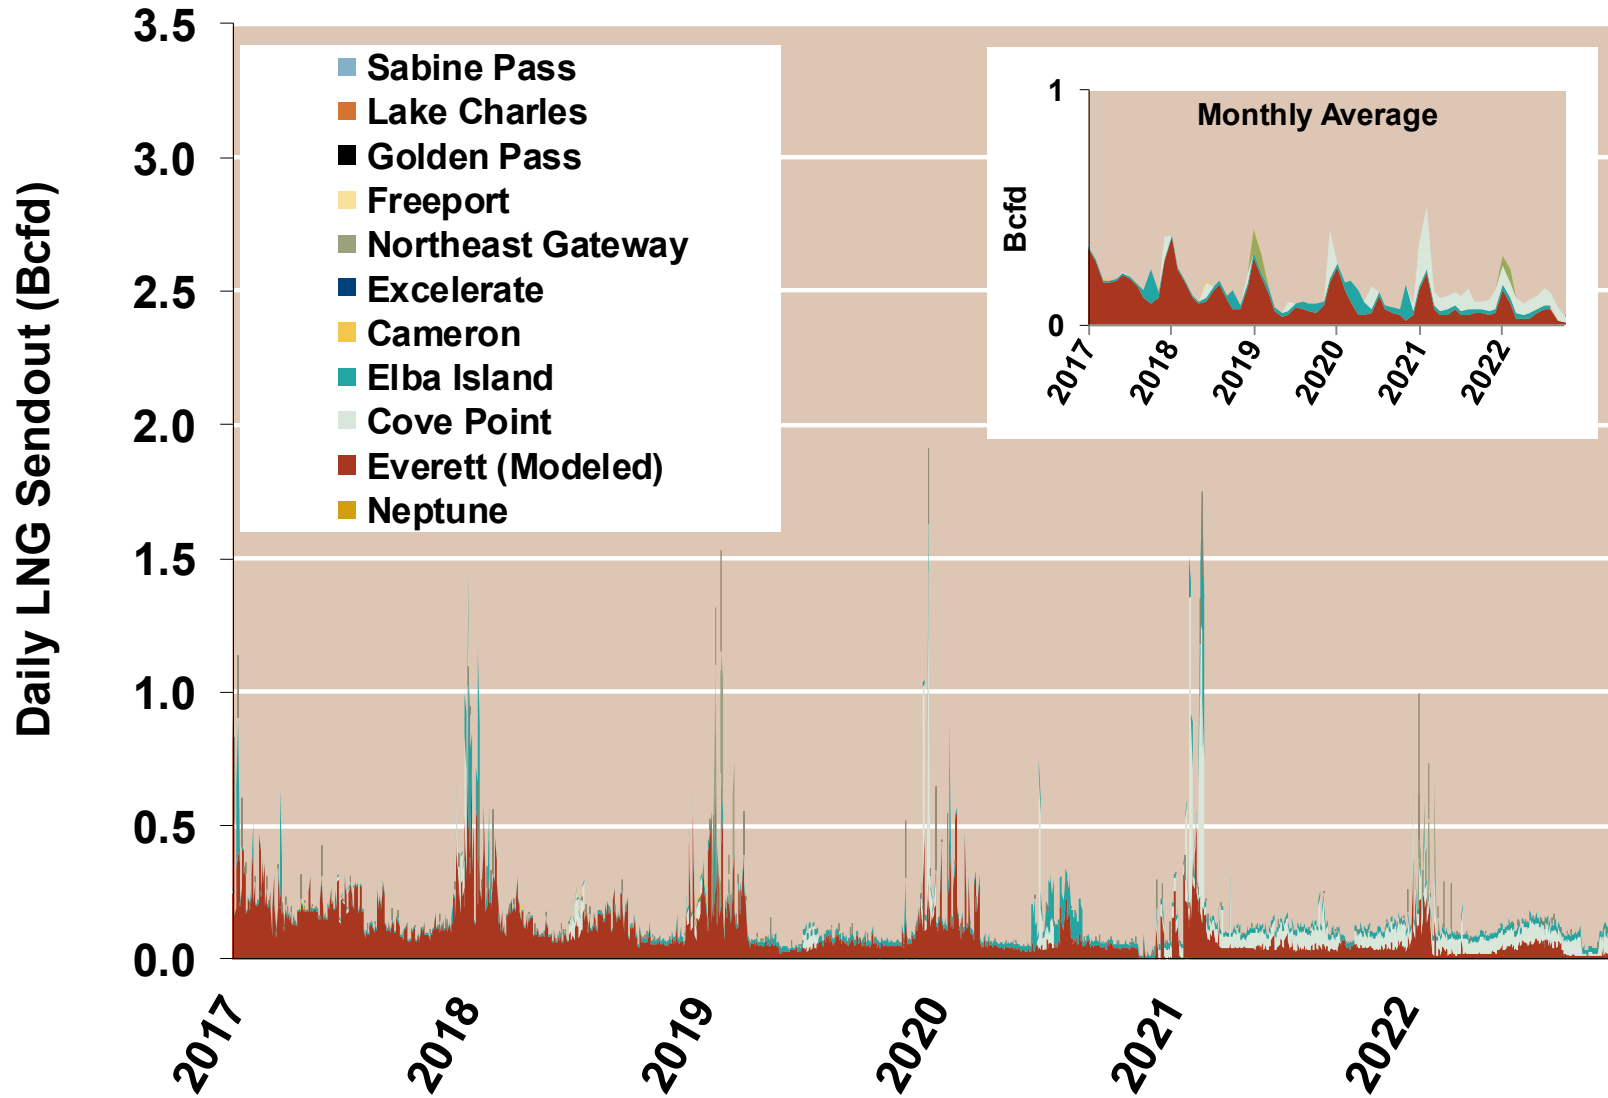 Daily LNG Sendout (Bcfd)
3.5
3.0
2.5
2.0
1.5
1.0
0.5
0.0
Sabine Pass
Lake Charles
Golden Pass
Freeport
Northeast Gateway
Excelerate
Cameron
Elba Island
Cove Point
Everett (Modeled)
Neptune
Monthly Average
Bcfd
1
0
2017
2018
2019
2020
2021
2022
2017
2018
2019
2020
2021
2022